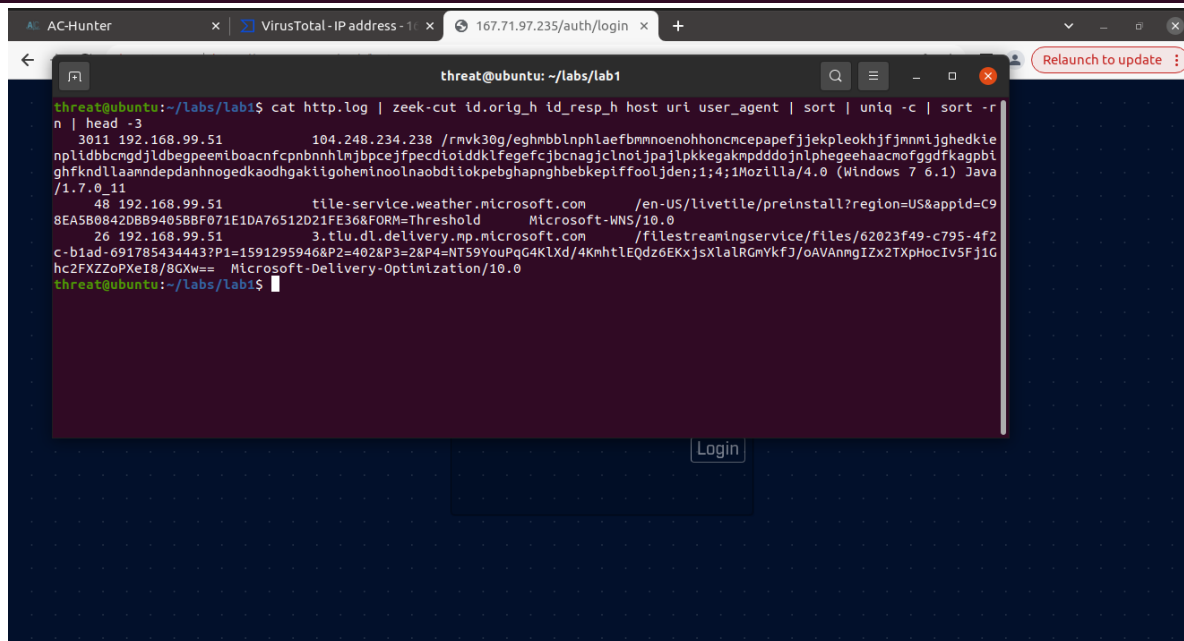 AC-Hunter
VirusTotal - IP address - 16
167.71.97.235/auth/login
Relaunch to update
threat@ubuntu: ~/labs/lab1
threat@ubuntu:~/labs/lab1$ cat http.log | zeek-cut id.orig_h id_resp_h host uri user_agent | sort | uniq -c | sort -r
n | head -3
3011 192.168.99.51 104.248.234.238 /rmvk30g/eghmbblnphlaefbmmnoenohhoncmcepapefjjekpleokhjfjmnmijghedkie
nplidbbcmgdjldbegpeemiboacnfcpnbnnhlmjbpcejfpecdioiddklfegefcjbcnagjclnoijpajlpkkegakmpdddojnlphegeehaacmofggdfkagpbi
ghfkndllaamndepdanhnogedkaodhgakiigoheminoolnaobdiiokpebghapnghbebkepiffooljden;1;4;1Mozilla/4.0 (Windows 7 6.1) Java
/1.7.0_11
48 192.168.99.51 tile-service.weather.microsoft.com /en-US/livetile/preinstall?region=US&appid=C9
8EA5B0842DBB9405BBF071E1DA76512D21FE36&FORM=Threshold Microsoft-WNS/10.0
26 192.168.99.51 3.tlu.dl.delivery.mp.microsoft.com /filestreamingservice/files/62023f49-c795-4f2
c-b1ad-691785434443?P1=1591295946&P2=402&P3=2&P4=NT59YouPqG4KlXd/4KmhtlEQdz6EKxjsXlalRGmYkfJ/oAVAnmgIZx2TXpHocIv5Fj1G
hc2FXZZoPXeI8/8GXw== Microsoft-Delivery-Optimization/10.0
threat@ubuntu:~/labs/lab1$
Login